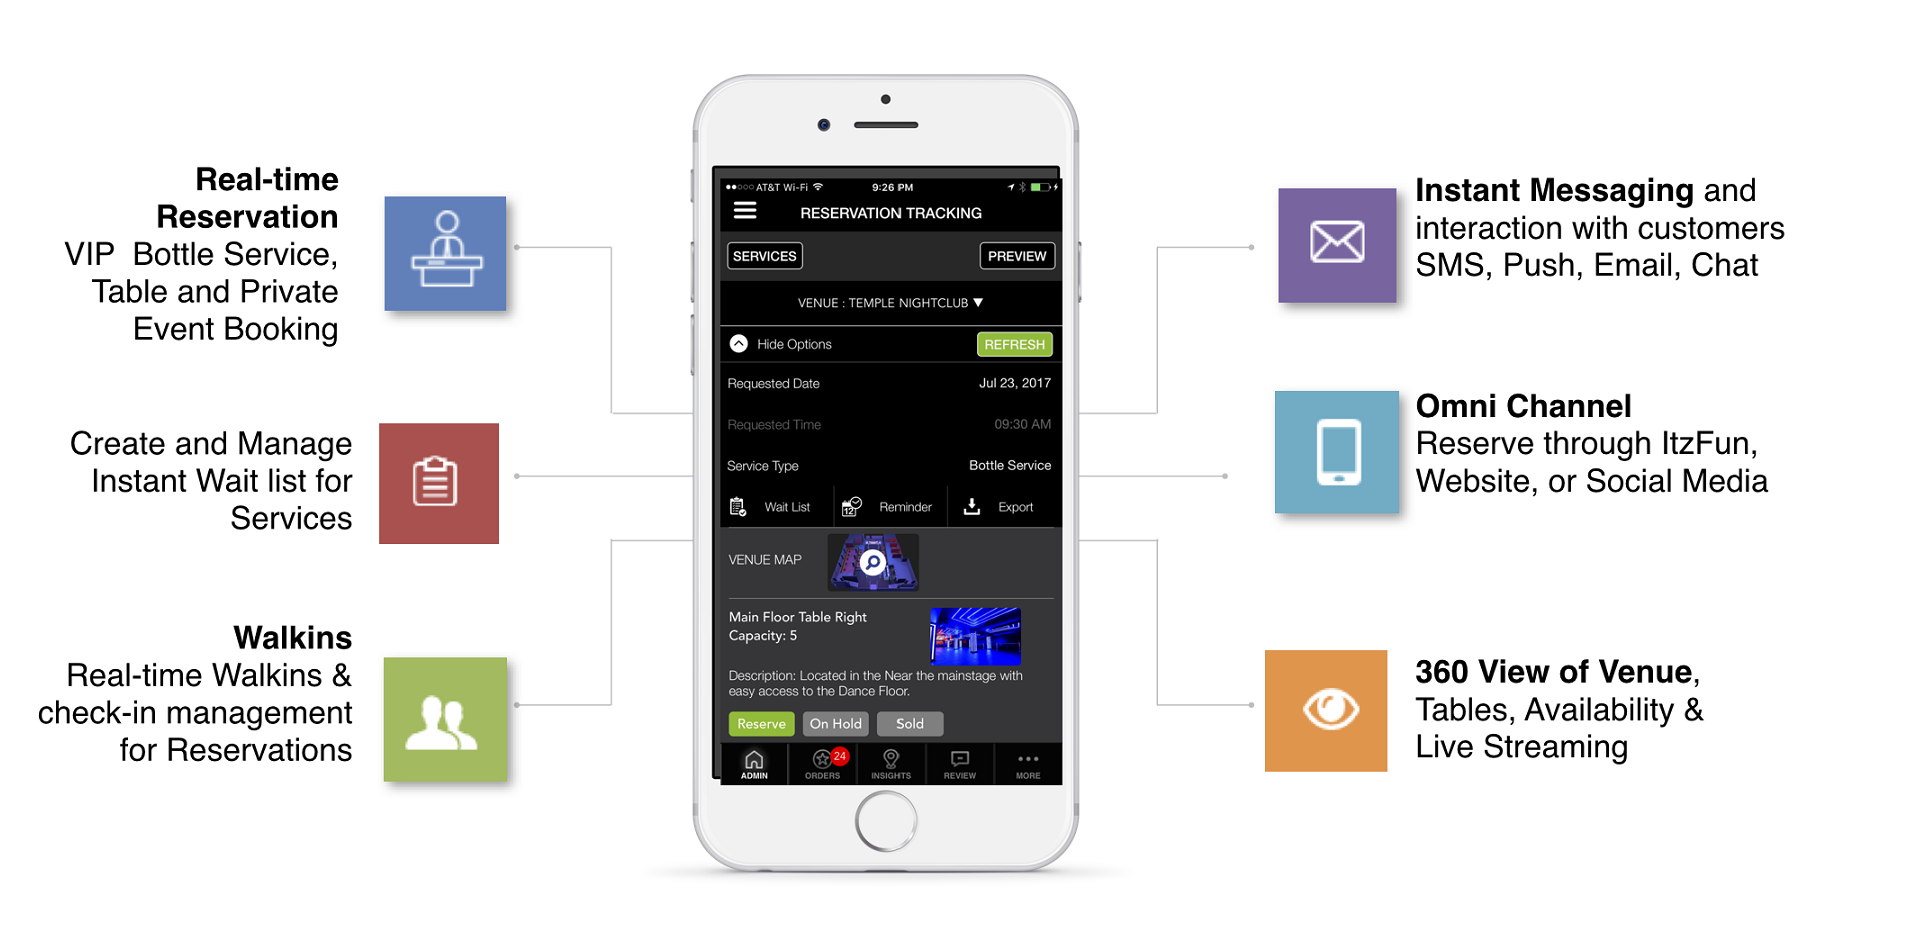 Real-time
Reservation
VIP  Bottle Service,
Table and Private
Event Booking
Create and Manage
Instant Wait list for
Services
Walkins
Real-time Walkins &
check-in management
for Reservations
AT&T Wi-Fi 9:26 PM
RESERVATION TRACKING
SERVICES PREVIEW
VENUE : TEMPLE NIGHTCLUB ▼
Hide Options REFRESH
Requested Date Jul 23, 2017
Requested Time 09:30 AM
Service Type Bottle Service
Wait List 12 Reminder Export
VENUE MAP
Main Floor Table Right
Capacity: 5
Description: Located in the Near the mainstage with
easy access to the Dance Floor.
Reserve On Hold Sold
24
ADMIN ORDERS INSIGHTS REVIEW MORE
Instant Messaging and
interaction with customers
SMS, Push, Email, Chat
Omni Channel
Reserve through ItzFun,
Website, or Social Media
360 View of Venue,
Tables, Availability &
Live Streaming